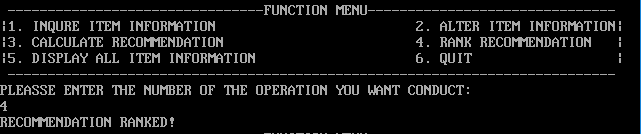 --------------------------------FUNCTION MENU-------------------------------
|1. INQURE ITEM INFORMATION 2. ALTER ITEM INFORMATION|
|3. CALCULATE RECOMMENDATION 4. RANK RECOMMENDATION |
|5. DISPLAY ALL ITEM INFORMATION 6. QUIT |
----------------------------------------------------------------------------
PLEASSE ENTER THE NUMBER OF THE OPERATION YOU WANT CONDUCT:
4
RECOMMENDATION RANKED!